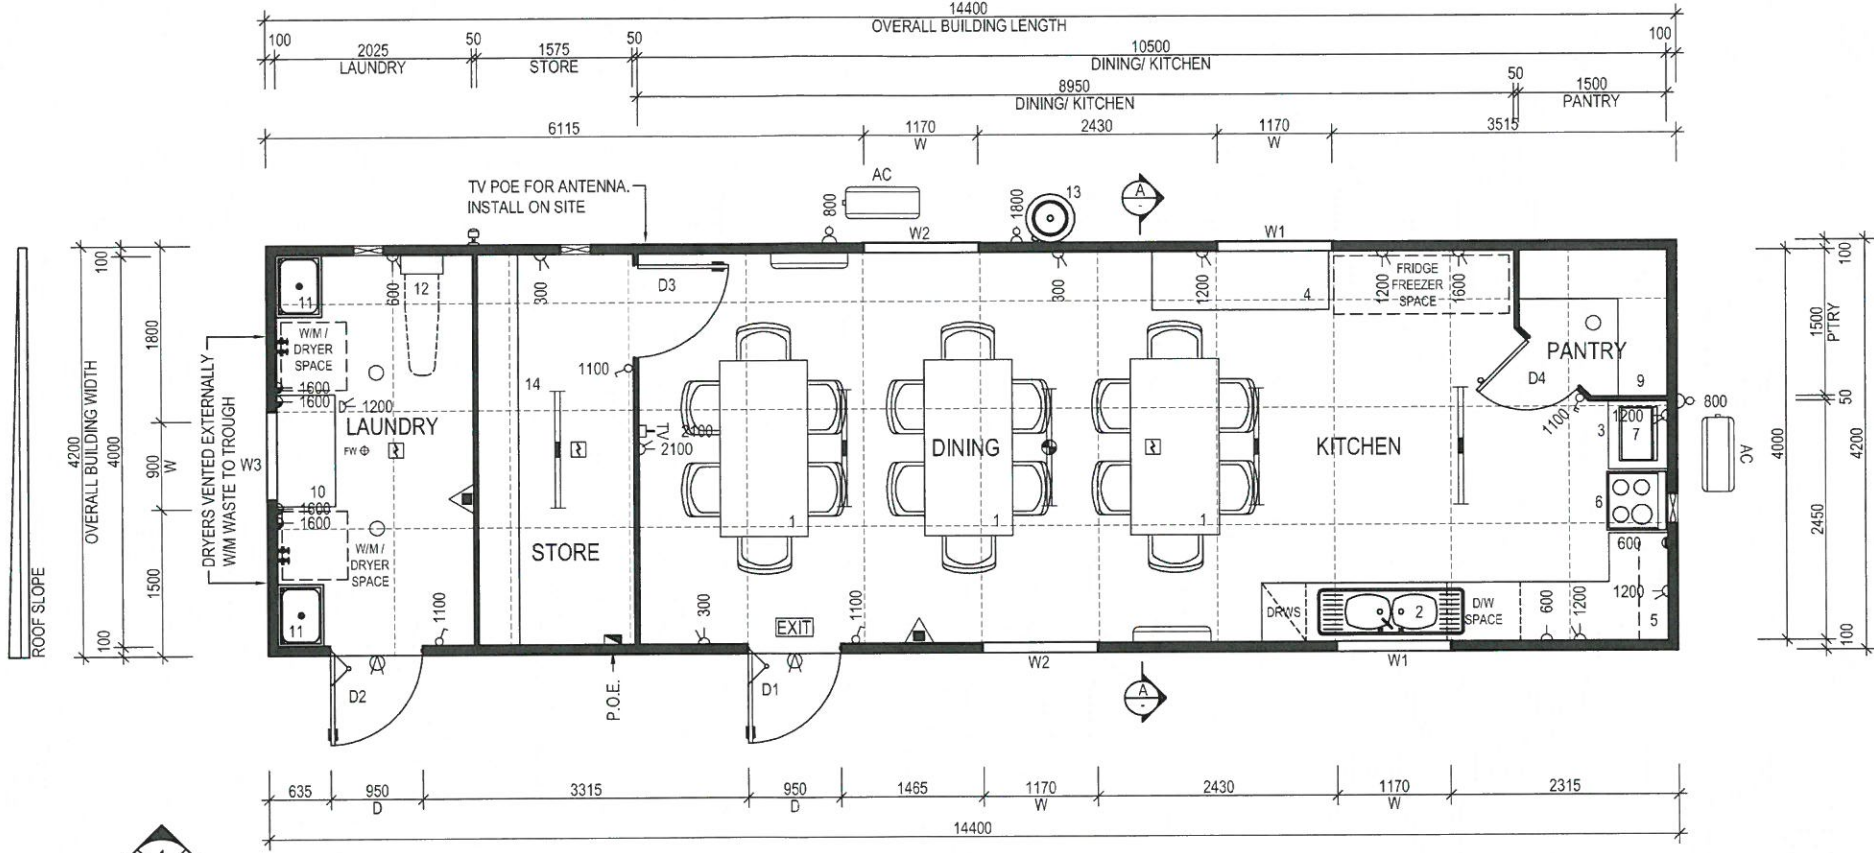 14400
OVERALL BUILDING LENGTH
100
2025
LAUNDRY
50
1575
STORE
50
10500
DINING/ KITCHEN
100
8950
DINING/ KITCHEN
50
1500
PANTRY
6115
1170
W
2430
1170
W
3515
TV POE FOR ANTENNA.
INSTALL ON SITE
800
AC
1800
13
A
-
W2
W1
ROOF SLOPE
4200
OVERALL BUILDING WIDTH
100
4000
100
1800
900
W
1500
DRYERS VENTED EXTERNALLY
W/M WASTE TO TROUGH
11
600
12
300
D3
300
1200
4
FRIDGE
FREEZER
SPACE
1200
1600
W/M /
DRYER
SPACE
1600
1600
1200
LAUNDRY
FW
W3
10
1600
1600
W/M /
DRYER
SPACE
11
1100
14
STORE
1100
TV
2100
2100
1
DINING
1
1
KITCHEN
PANTRY
D4
9
1100
1200
3
7
6
600
1200
5
800
AC
100
1500
P'TRY
50
4000
2450
100
4200
300
EXIT
1100
DRWS
2
D/W
SPACE
600
1200
D2
P.O.E.
D1
W2
A
-
W1
635
950
D
3315
950
D
1465
1170
W
2430
1170
W
2315
14400